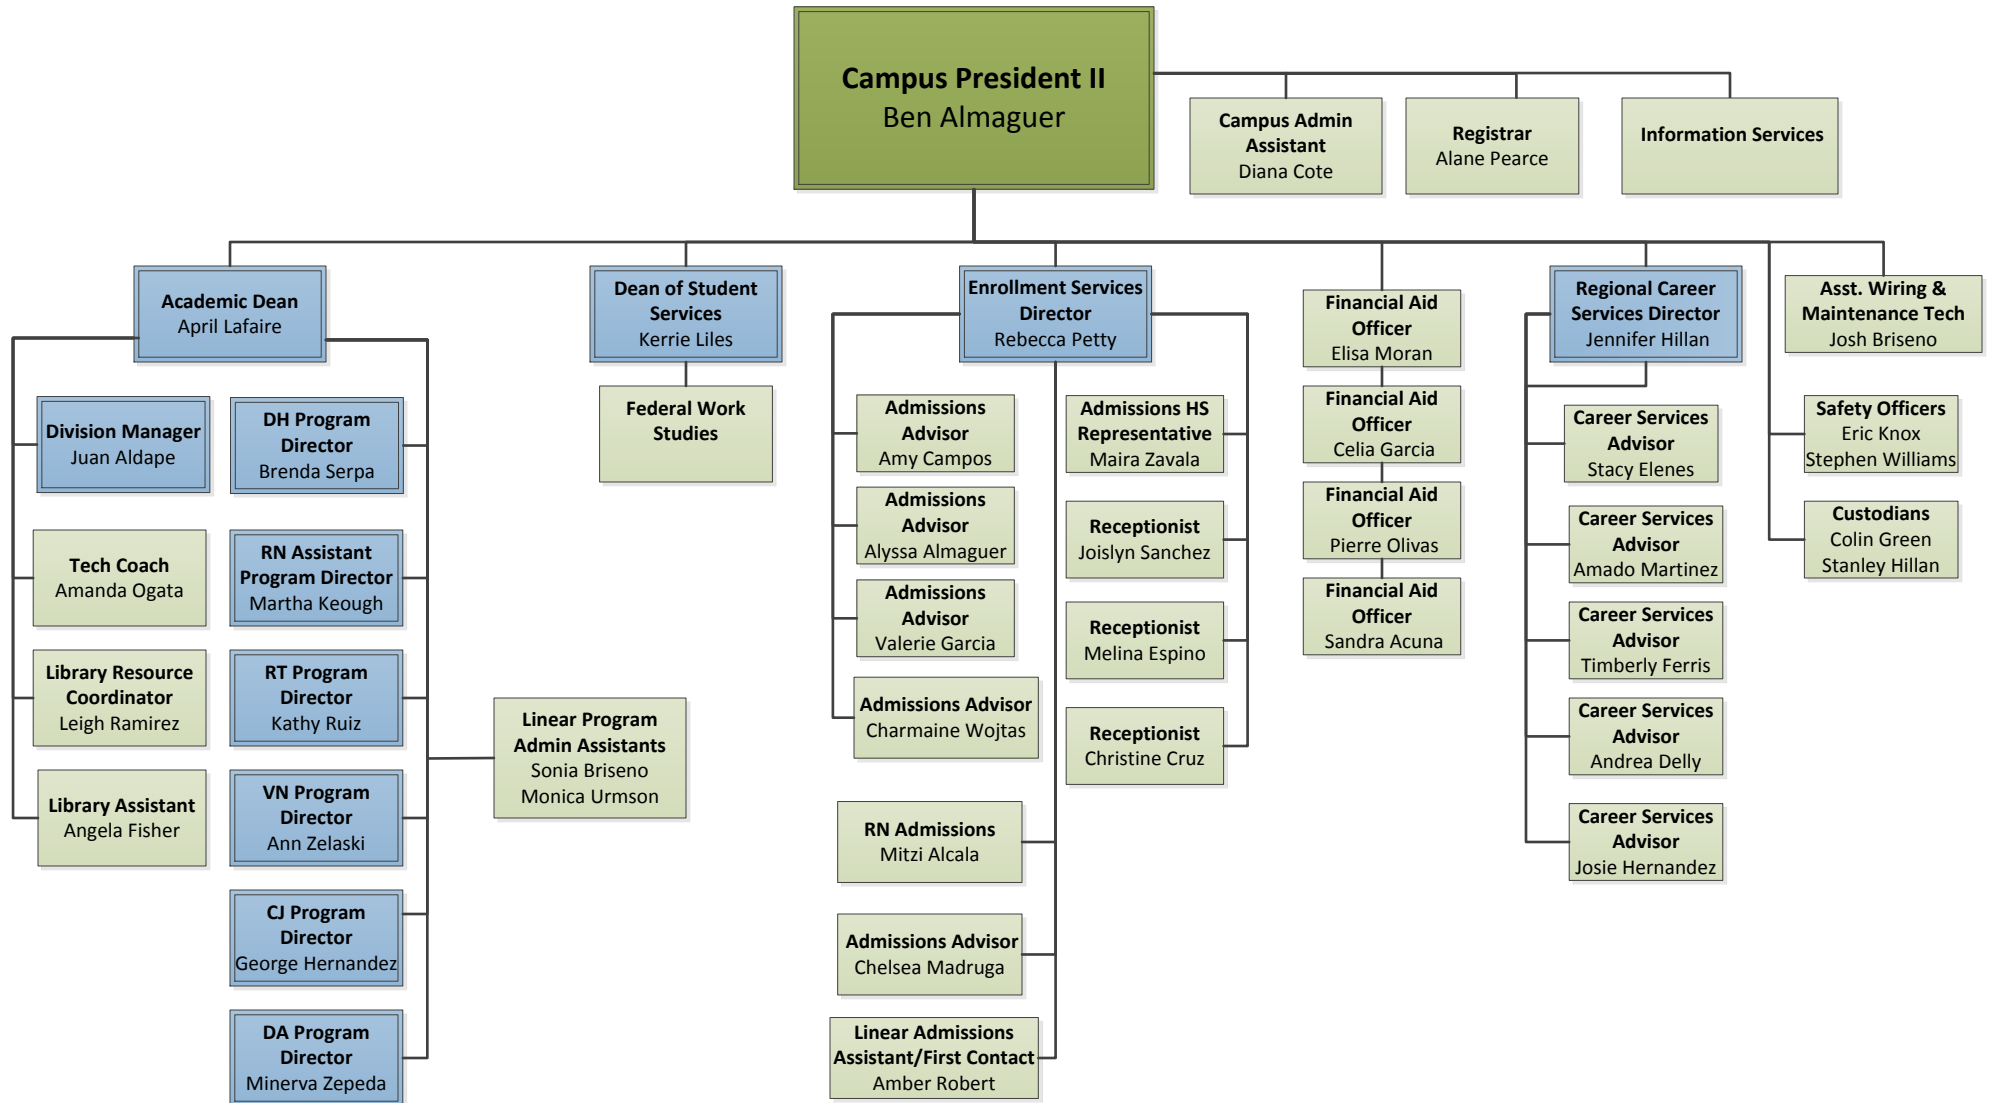 Campus President II
Ben Almaguer
Campus Admin
Assistant
Diana Cote
Registrar
Alane Pearce
Information Services
Academic Dean
April Lafaire
Dean of Student
Services
Kerrie Liles
Enrollment Services
Director
Rebecca Petty
Financial Aid
Officer
Elisa Moran
Regional Career
Services Director
Jennifer Hillan
Asst. Wiring &
Maintenance Tech
Josh Briseno
Division Manager
Juan Aldape
Tech Coach
Amanda Ogata
Library Resource
Coordinator
Leigh Ramirez
Library Assistant
Angela Fisher
DH Program
Director
Brenda Serpa
RN Assistant
Program Director
Martha Keough
RT Program
Director
Kathy Ruiz
VN Program
Director
Ann Zelaski
CJ Program
Director
George Hernandez
DA Program
Director
Minerva Zepeda
Linear Program
Admin Assistants
Sonia Briseno
Monica Urmson
Federal Work
Studies
Admissions
Advisor
Amy Campos
Admissions
Advisor
Alyssa Almaguer
Admissions
Advisor
Valerie Garcia
Admissions Advisor
Charmaine Wojtas
Admissions HS
Representative
Maira Zavala
Receptionist
Joislyn Sanchez
Receptionist
Melina Espino
Receptionist
Christine Cruz
RN Admissions
Mitzi Alcala
Admissions Advisor
Chelsea Madruga
Linear Admissions
Assistant/First Contact
Amber Robert
Financial Aid
Officer
Celia Garcia
Financial Aid
Officer
Pierre Olivas
Financial Aid
Officer
Sandra Acuna
Career Services
Advisor
Stacy Elenes
Career Services
Advisor
Amado Martinez
Career Services
Advisor
Timberly Ferris
Career Services
Advisor
Andrea Delly
Career Services
Advisor
Josie Hernandez
Safety Officers
Eric Knox
Stephen Williams
Custodians
Colin Green
Stanley Hillan